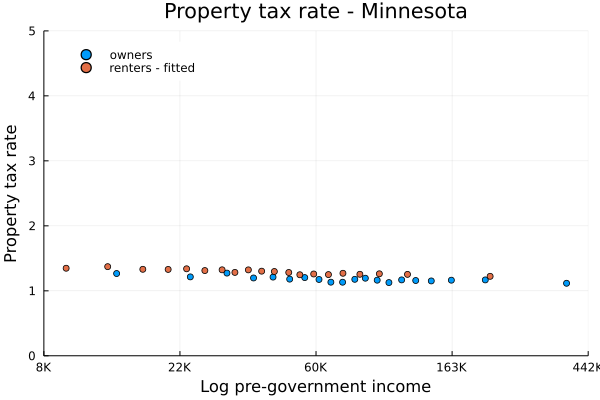 Property tax rate - Minnesota
owners
renters - fitted
Property tax rate
5
4
3
2
1
0
8K 22K 60K 163K 442K
Log pre-government income